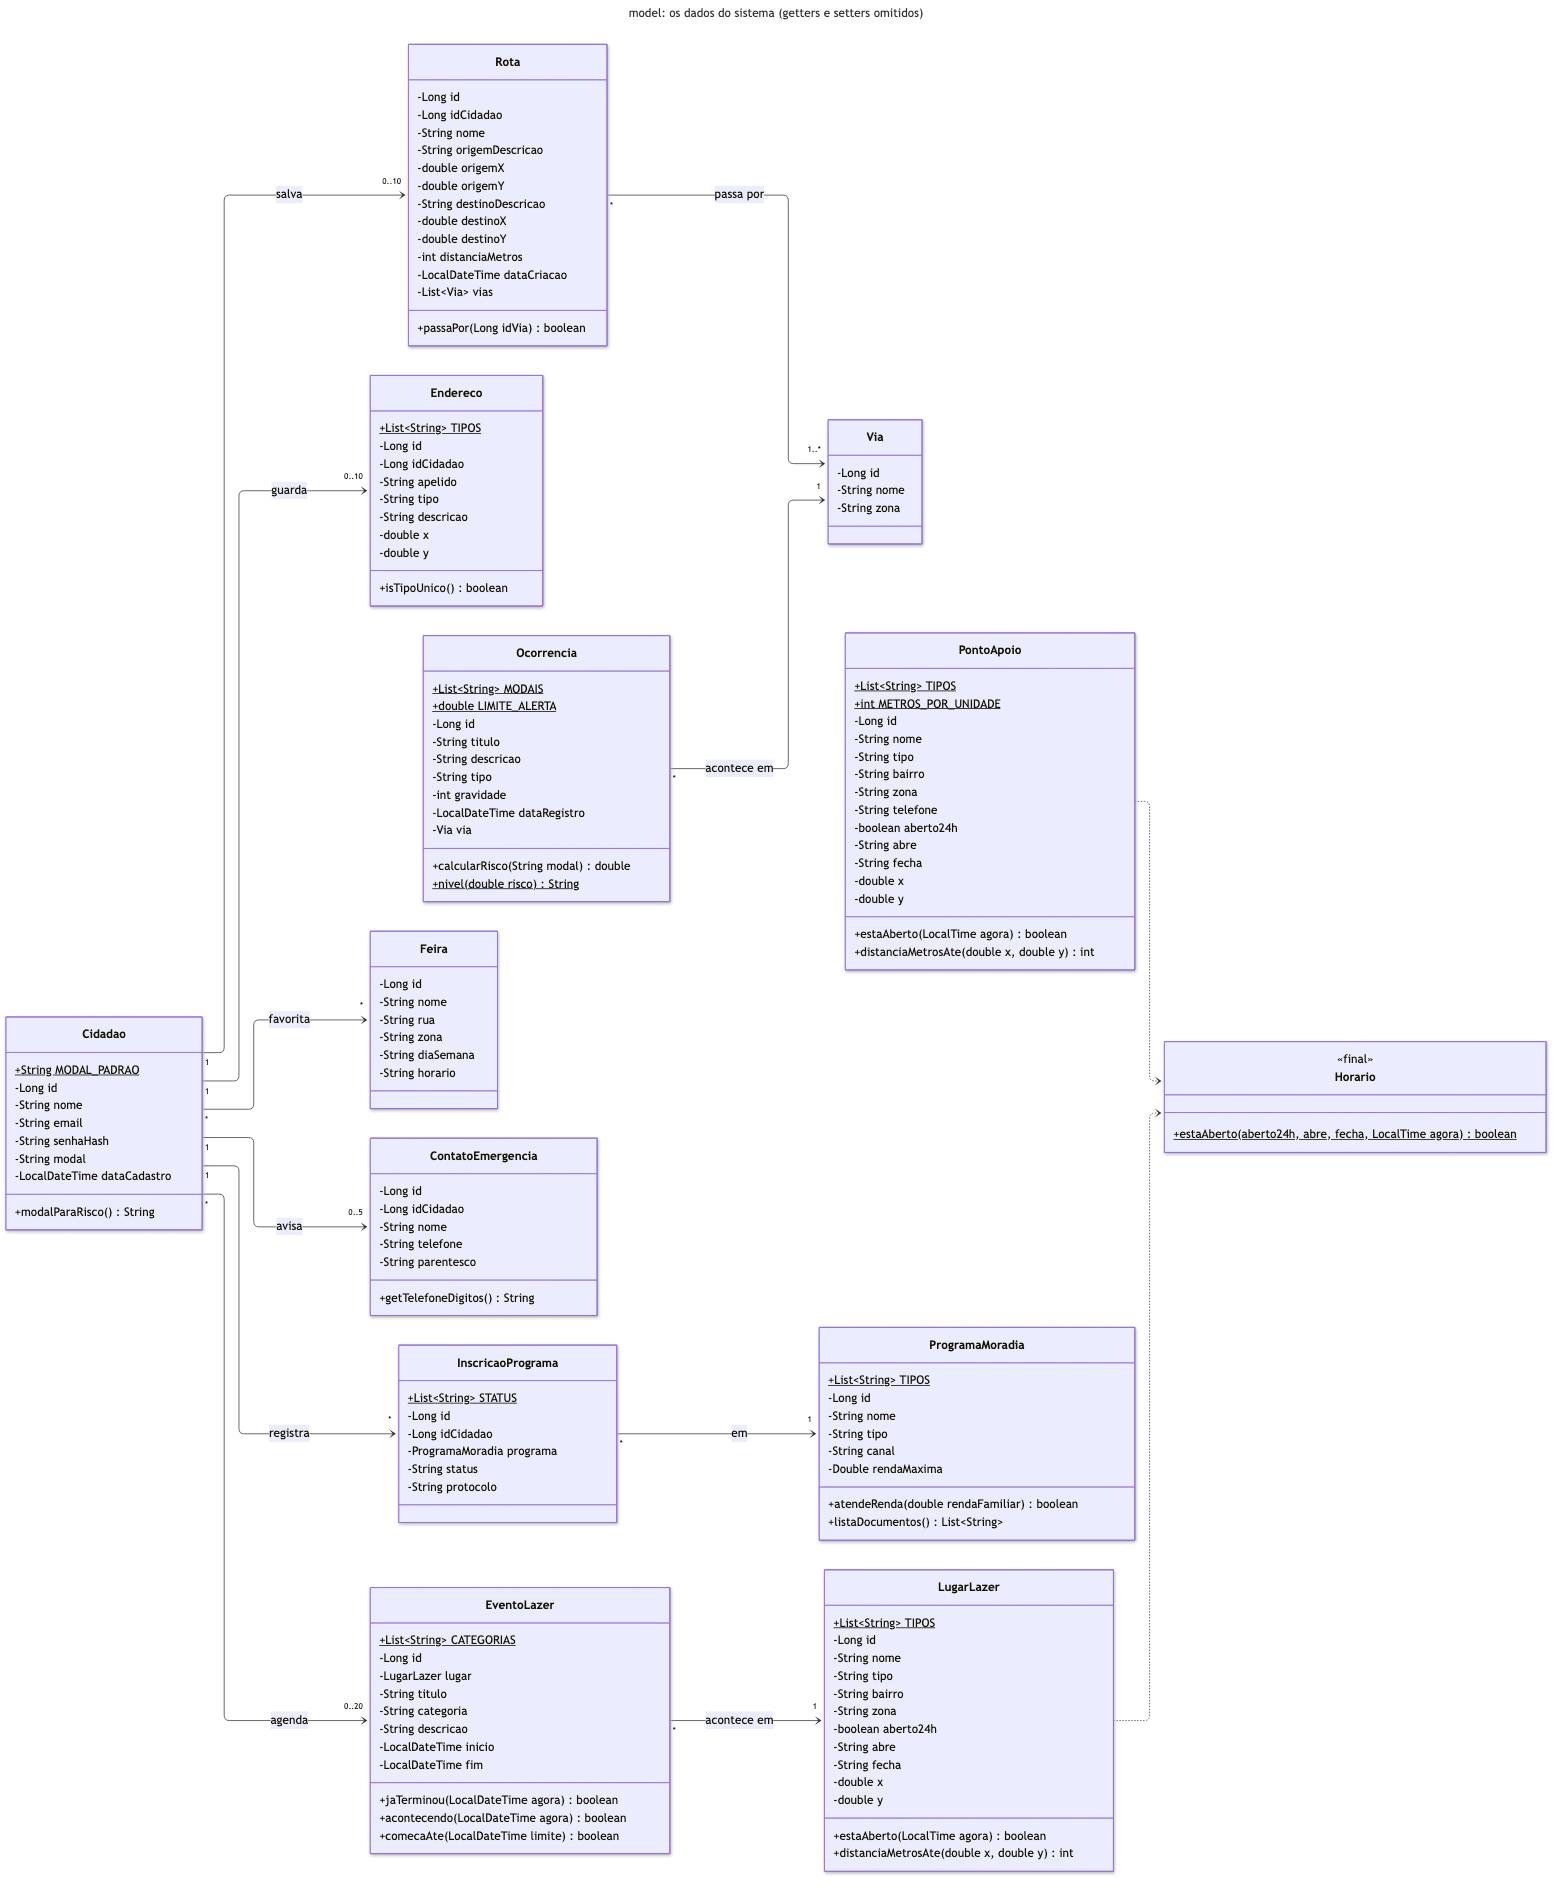 model: os dados do sistema (getters e setters omitidos)
Rota
-Long id
-Long idCidadao
-String nome
-String origemDescricao
-double origemX
-double origemY
-String destinoDescricao
-double destinoX
-double destinoY
-int distanciaMetros
-LocalDateTime dataCriacao
-List<Via> vias
+passaPor(Long idVia) : boolean
salva
0..10
*
passa por
1..*
Endereco
+List<String> TIPOS
-Long id
-Long idCidadao
-String apelido
-String tipo
-String descricao
-double x
-double y
+isTipoUnico() : boolean
guarda
0..10
Via
-Long id
-String nome
-String zona
1
Ocorrencia
+List<String> MODAIS
+double LIMITE_ALERTA
-Long id
-String titulo
-String descricao
-String tipo
-int gravidade
-LocalDateTime dataRegistro
-Via via
+calcularRisco(String modal) : double
+nivel(double risco) : String
*
acontece em
PontoApoio
+List<String> TIPOS
+int METROS_POR_UNIDADE
-Long id
-String nome
-String tipo
-String bairro
-String zona
-String telefone
-boolean aberto24h
-String abre
-String fecha
-double x
-double y
+estaAberto(LocalTime agora) : boolean
+distanciaMetrosAte(double x, double y) : int
Feira
-Long id
-String nome
-String rua
-String zona
-String diaSemana
-String horario
favorita
*
Cidadao
+String MODAL_PADRAO
-Long id
-String nome
-String email
-String senhaHash
-String modal
-LocalDateTime dataCadastro
+modalParaRisco() : String
1
1
*
1
1
*
«final»
Horario
+estaAberto(aberto24h, abre, fecha, LocalTime agora) : boolean
ContatoEmergencia
-Long id
-Long idCidadao
-String nome
-String telefone
-String parentesco
+getTelefoneDigitos() : String
avisa
0..5
InscricaoPrograma
+List<String> STATUS
-Long id
-Long idCidadao
-ProgramaMoradia programa
-String status
-String protocolo
registra
*
*
em
1
ProgramaMoradia
+List<String> TIPOS
-Long id
-String nome
-String tipo
-String canal
-Double rendaMaxima
+atendeRenda(double rendaFamiliar) : boolean
+listaDocumentos() : List<String>
EventoLazer
+List<String> CATEGORIAS
-Long id
-LugarLazer lugar
-String titulo
-String categoria
-String descricao
-LocalDateTime inicio
-LocalDateTime fim
+jaTerminou(LocalDateTime agora) : boolean
+acontecendo(LocalDateTime agora) : boolean
+comecaAte(LocalDateTime limite) : boolean
agenda
0..20
*
acontece em
1
LugarLazer
+List<String> TIPOS
-Long id
-String nome
-String tipo
-String bairro
-String zona
-boolean aberto24h
-String abre
-String fecha
-double x
-double y
+estaAberto(LocalTime agora) : boolean
+distanciaMetrosAte(double x, double y) : int